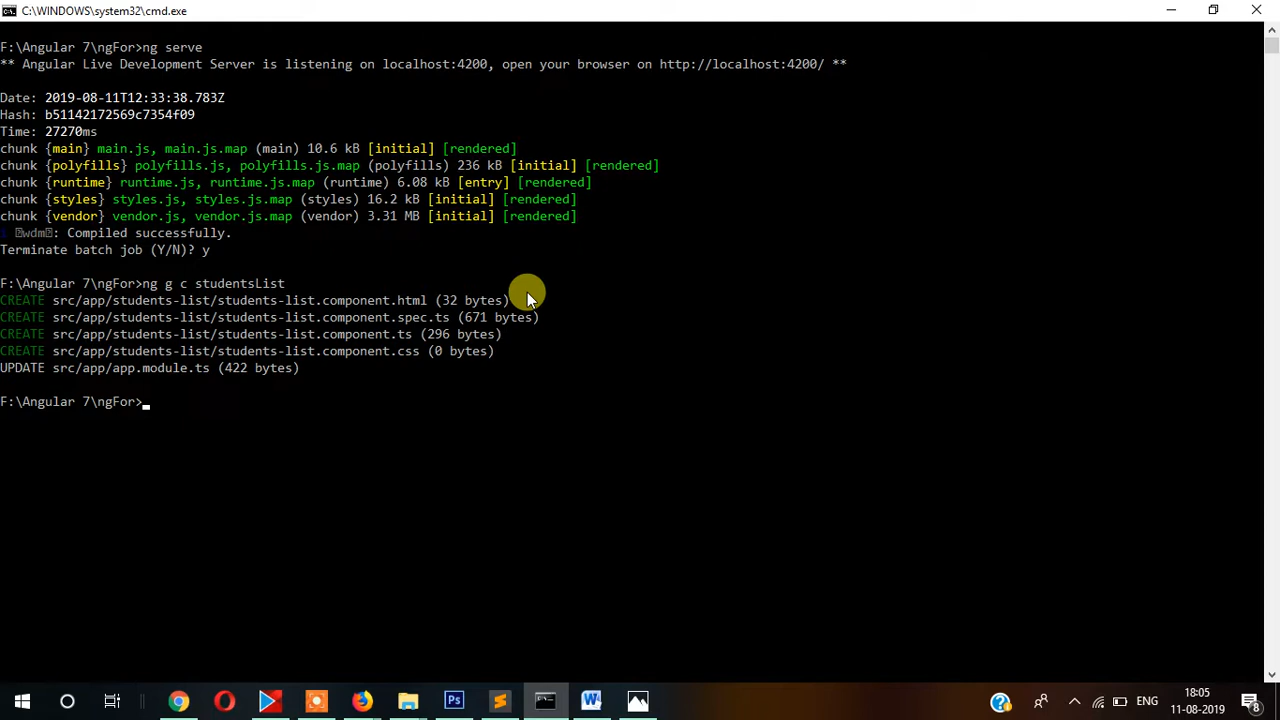 C:\WINDOWS\system32\cmd.exe
F:\Angular 7\ngFor>ng serve
** Angular Live Development Server is listening on localhost:4200, open your browser on http://localhost:4200/ **
Date: 2019-08-11T12:33:38.783Z
Hash: b51142172569c7354f09
Time: 27270ms
chunk {main} main.js, main.js.map (main) 10.6 kB [initial] [rendered]
chunk {polyfills} polyfills.js, polyfills.js.map (polyfills) 236 kB [initial] [rendered]
chunk {runtime} runtime.js, runtime.js.map (runtime) 6.08 kB [entry] [rendered]
chunk {styles} styles.js, styles.js.map (styles) 16.2 kB [initial] [rendered]
chunk {vendor} vendor.js, vendor.js.map (vendor) 3.31 MB [initial] [rendered]
i ⍰wdm⍰: Compiled successfully.
Terminate batch job (Y/N)? y
F:\Angular 7\ngFor>ng g c studentsList
CREATE src/app/students-list/students-list.component.html (32 bytes)
CREATE src/app/students-list/students-list.component.spec.ts (671 bytes)
CREATE src/app/students-list/students-list.component.ts (296 bytes)
CREATE src/app/students-list/students-list.component.css (0 bytes)
UPDATE src/app/app.module.ts (422 bytes)
F:\Angular 7\ngFor>
Ps
W
ENG
18:05
11-08-2019
8